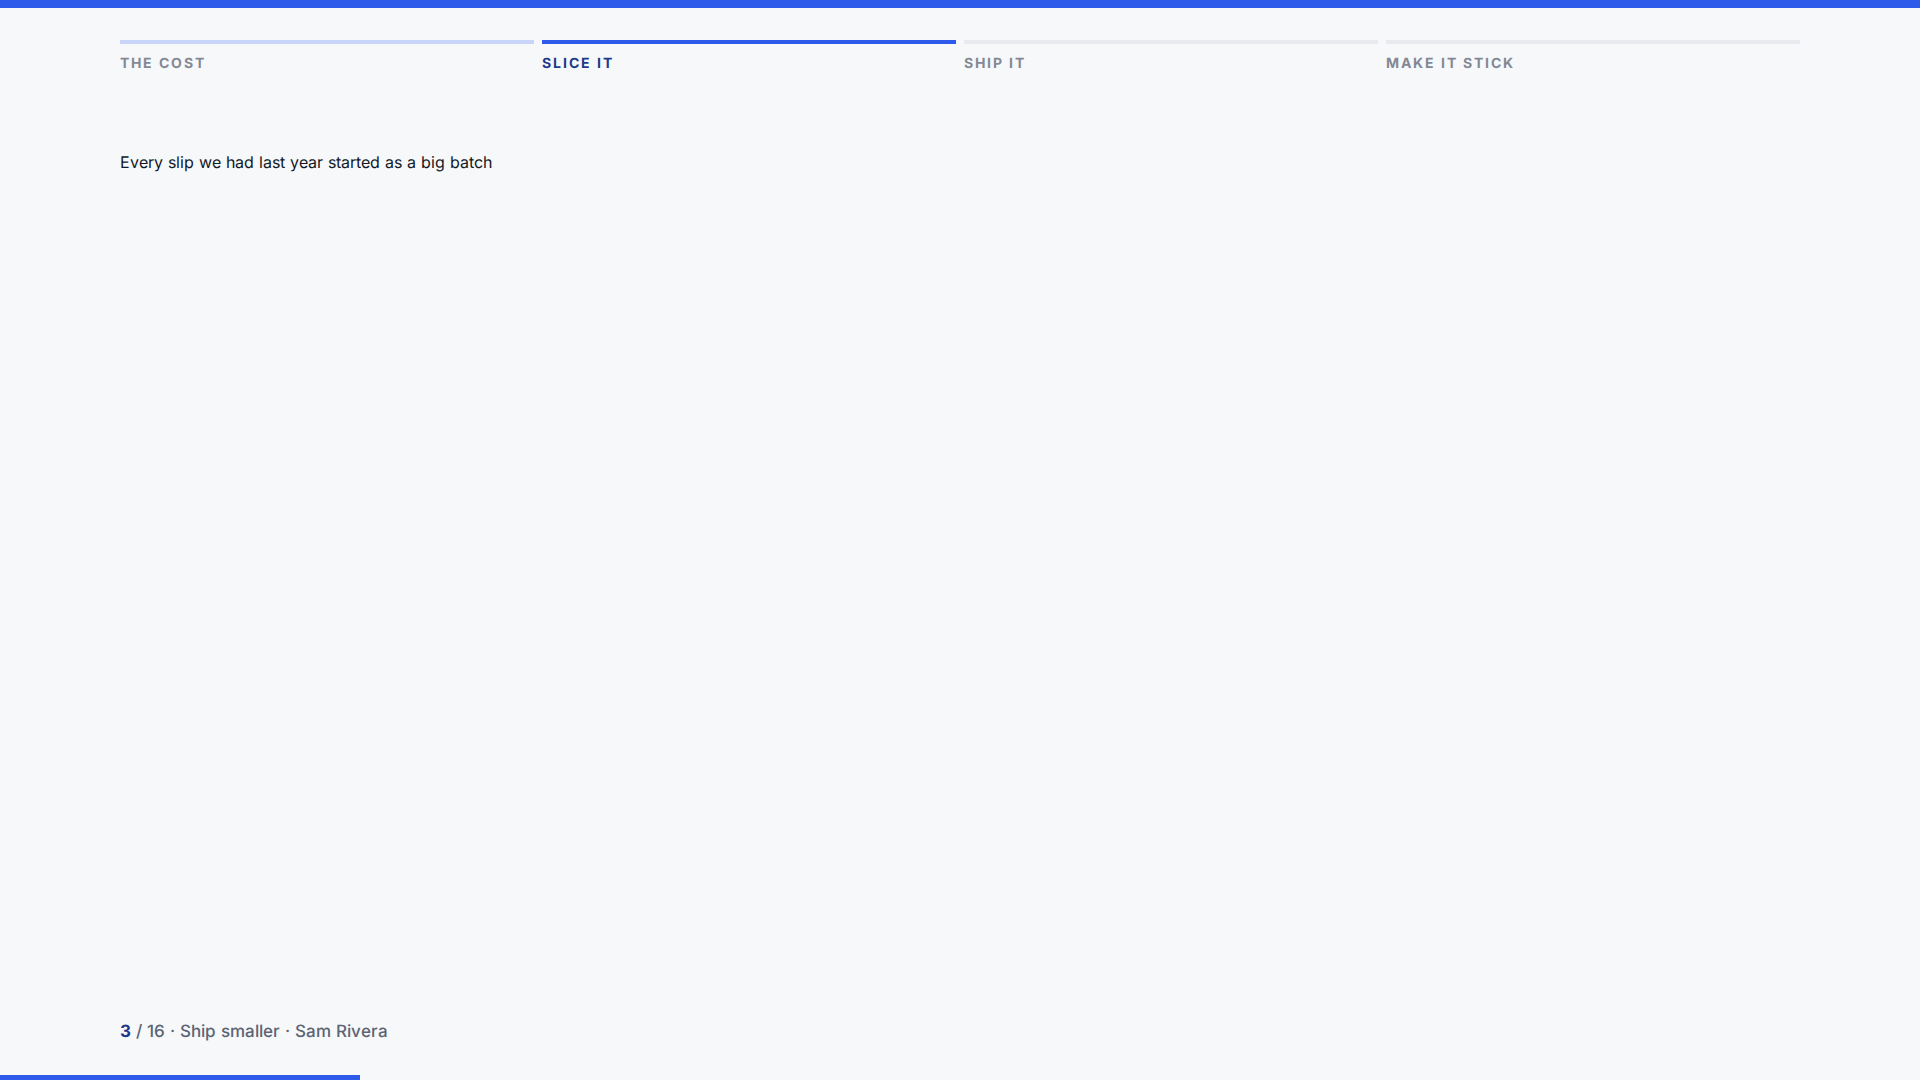 THE COST
SLICE IT
SHIP IT
MAKE IT STICK
Every slip we had last year started as a big batch
3 / 16 · Ship smaller · Sam Rivera